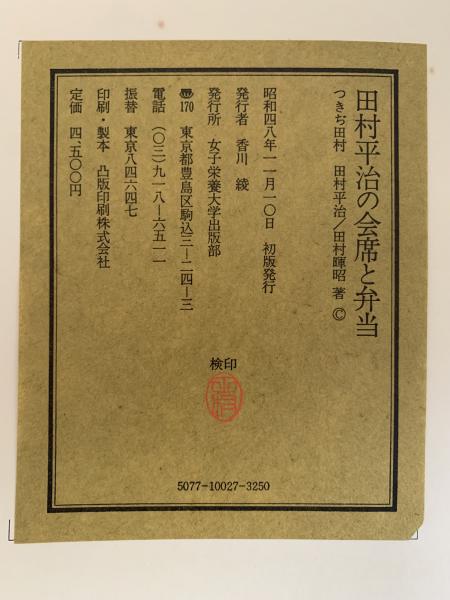 田村平治の会席と弁当
つきぢ田村　田村平治／田村暉昭 著 ©
昭和四八年一一月一〇日　初版発行
発行者　香川　綾
発行所　女子栄養大学出版部
〠170　東京都豊島区駒込三ー二四ー三
電話　(〇三)九一八ー六五一一
振替　東京八四六四七
印刷・製本　凸版印刷株式会社
定価　四、五〇〇円
検印
5077-10027-3250